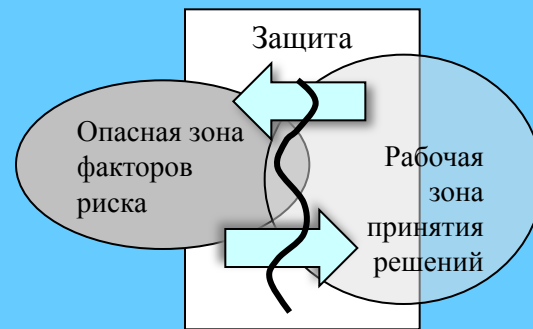 Защита
Опасная зона
факторов
риска
Рабочая
зона
принятия
решений